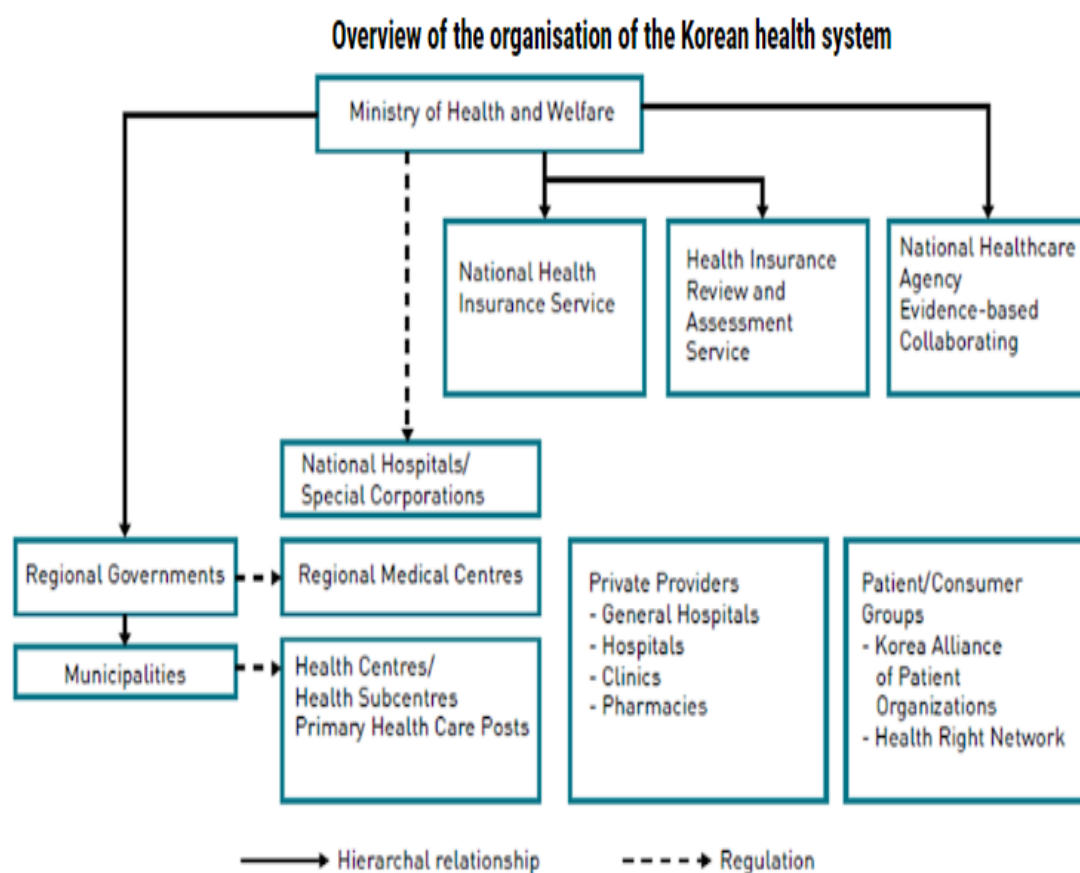 Overview of the organisation of the Korean health system
Ministry of Health and Welfare
National Health
Insurance Service
Health Insurance
Review and
Assessment
Service
National Healthcare
Agency
Evidence-based
Collaborating
National Hospitals/
Special Corporations
Regional Governments
Regional Medical Centres
Municipalities
Health Centres/
Health Subcentres
Primary Health Care Posts
Private Providers
- General Hospitals
- Hospitals
- Clinics
- Pharmacies
Patient/Consumer
Groups
- Korea Alliance
of Patient
Organizations
- Health Right Network
Hierarchal relationship
Regulation